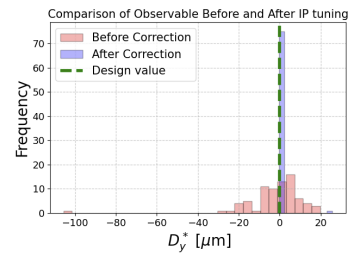 Comparison of Observable Before and After IP tuning
Before Correction
After Correction
Design value
Frequency
70
60
50
40
30
20
10
0
−100 −80 −60 −40 −20 0 20
D*y [μm]